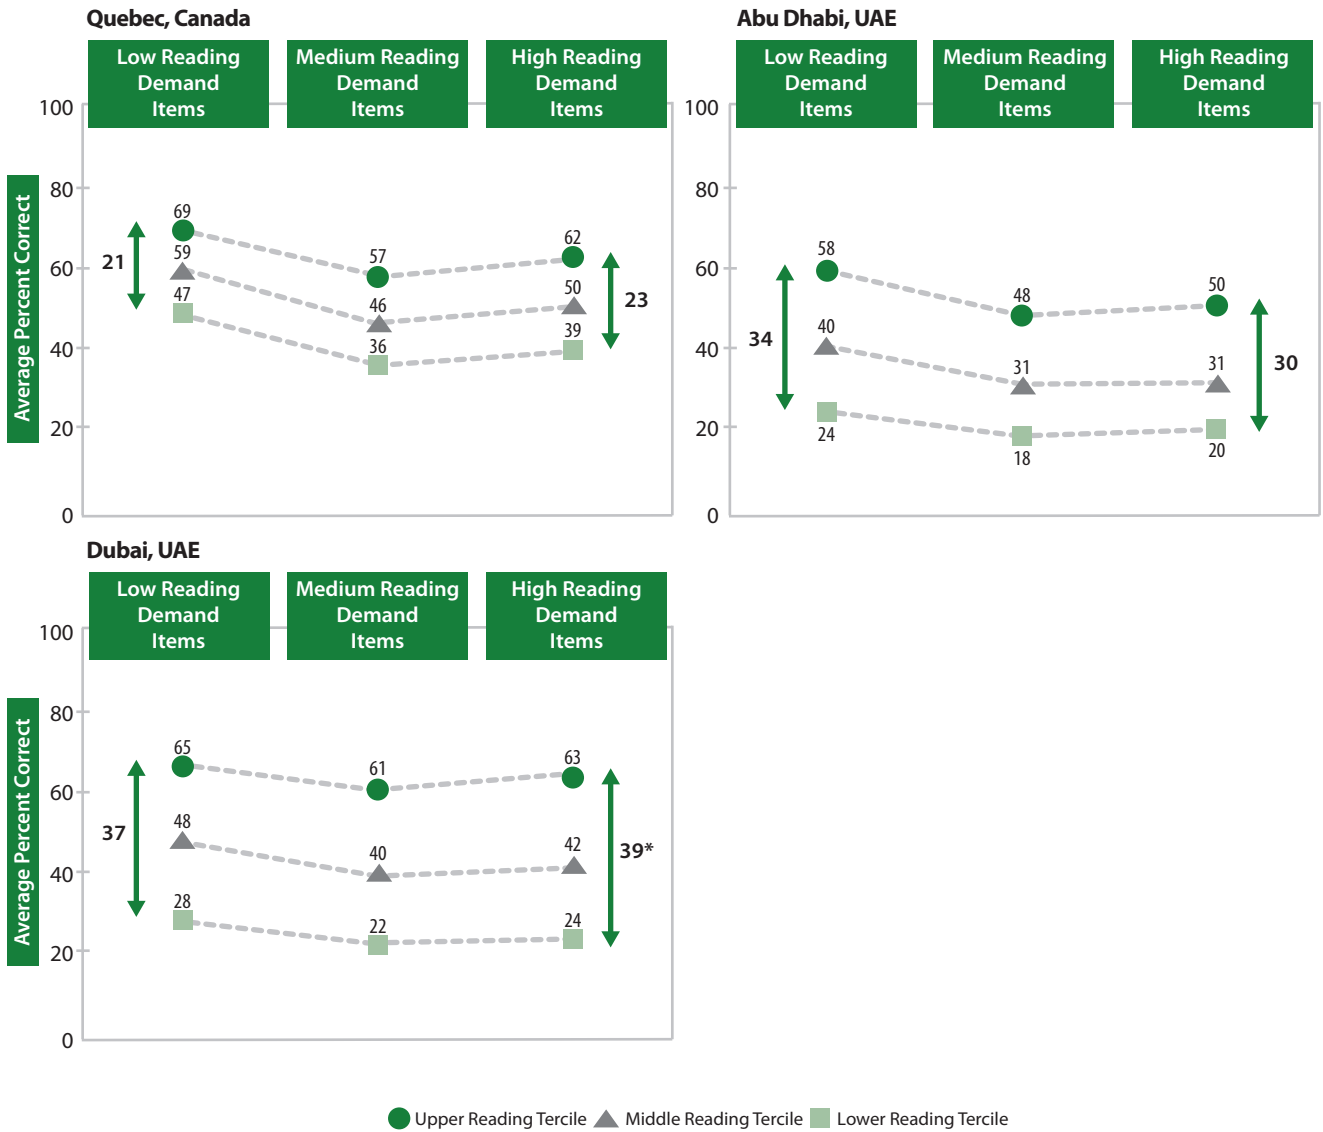 Quebec, Canada
Low Reading
Demand
Items
Medium Reading
Demand
Items
High Reading
Demand
Items
Average Percent Correct
100
80
60
40
20
0
69
59
47
57
46
36
62
50
39
21
23
Abu Dhabi, UAE
Low Reading
Demand
Items
Medium Reading
Demand
Items
High Reading
Demand
Items
100
80
60
40
20
0
58
40
24
48
31
18
50
31
20
34
30
Dubai, UAE
Low Reading
Demand
Items
Medium Reading
Demand
Items
High Reading
Demand
Items
Average Percent Correct
100
80
60
40
20
0
65
48
28
61
40
22
63
42
24
37
39*
Upper Reading Tercile Middle Reading Tercile Lower Reading Tercile